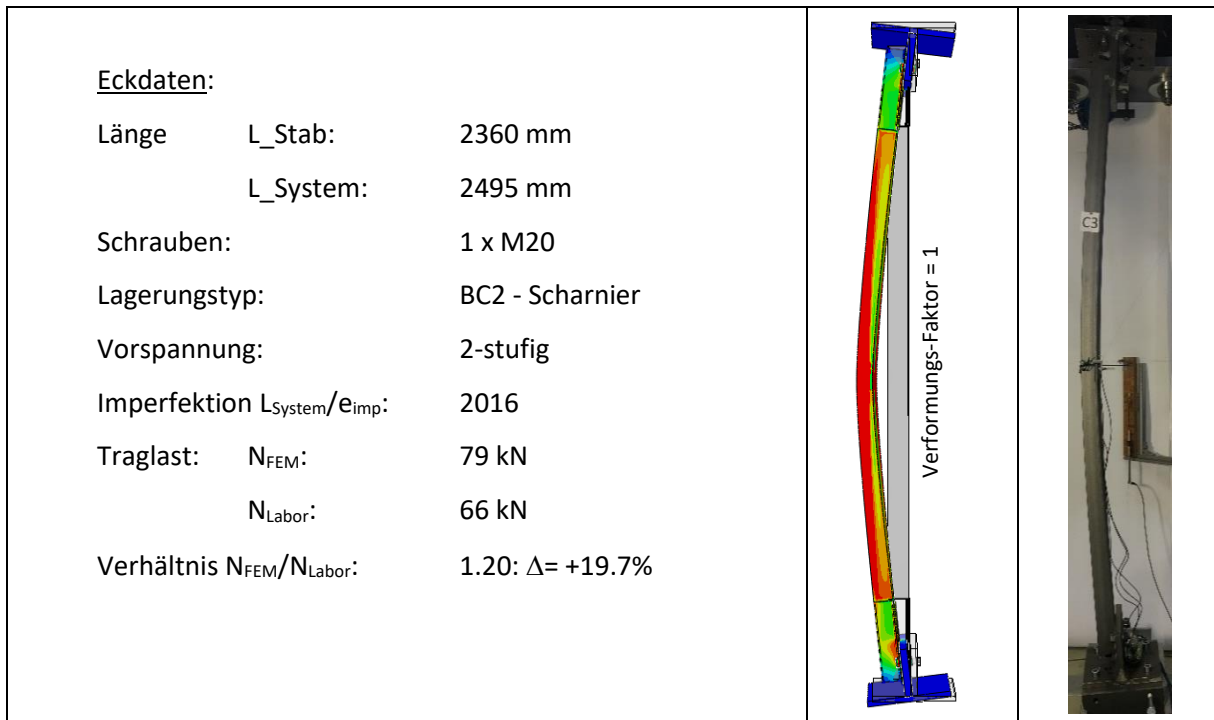 Eckdaten:
Länge L_Stab: 2360 mm
L_System: 2495 mm
Schrauben: 1 x M20
Lagerungstyp: BC2 - Scharnier
Vorspannung: 2-stufig
Imperfektion LSystem/eimp: 2016
Traglast: NFEM: 79 kN
NLabor: 66 kN
Verhältnis NFEM/NLabor: 1.20: Δ= +19.7%
Verformungs-Faktor = 1
C3